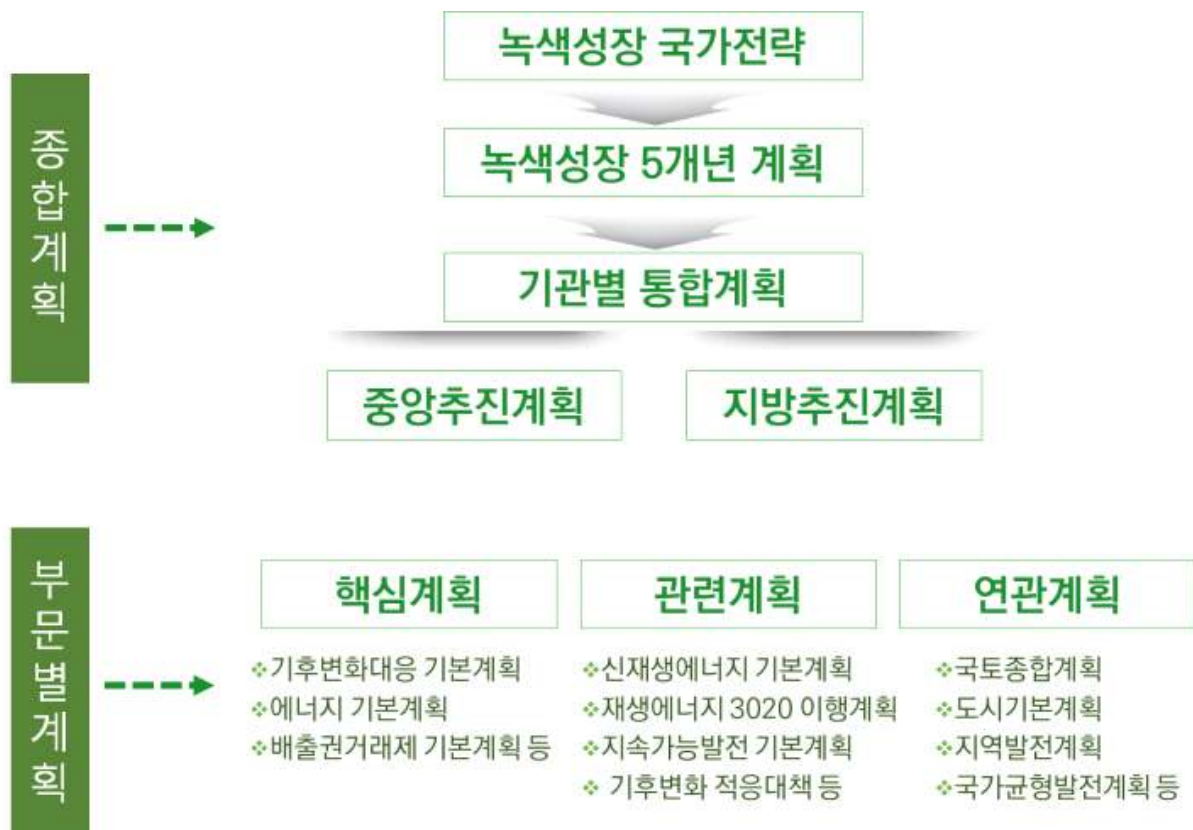 종합계획
녹색성장 국가전략
녹색성장 5개년 계획
기관별 통합계획
중앙추진계획
지방추진계획
부문별계획
핵심계획
❖기후변화대응 기본계획
❖에너지 기본계획
❖배출권거래제 기본계획 등
관련계획
❖신재생에너지 기본계획
❖재생에너지 3020 이행계획
❖지속가능발전 기본계획
❖ 기후변화 적응대책 등
연관계획
❖국토종합계획
❖도시기본계획
❖지역발전계획
❖국가균형발전계획 등